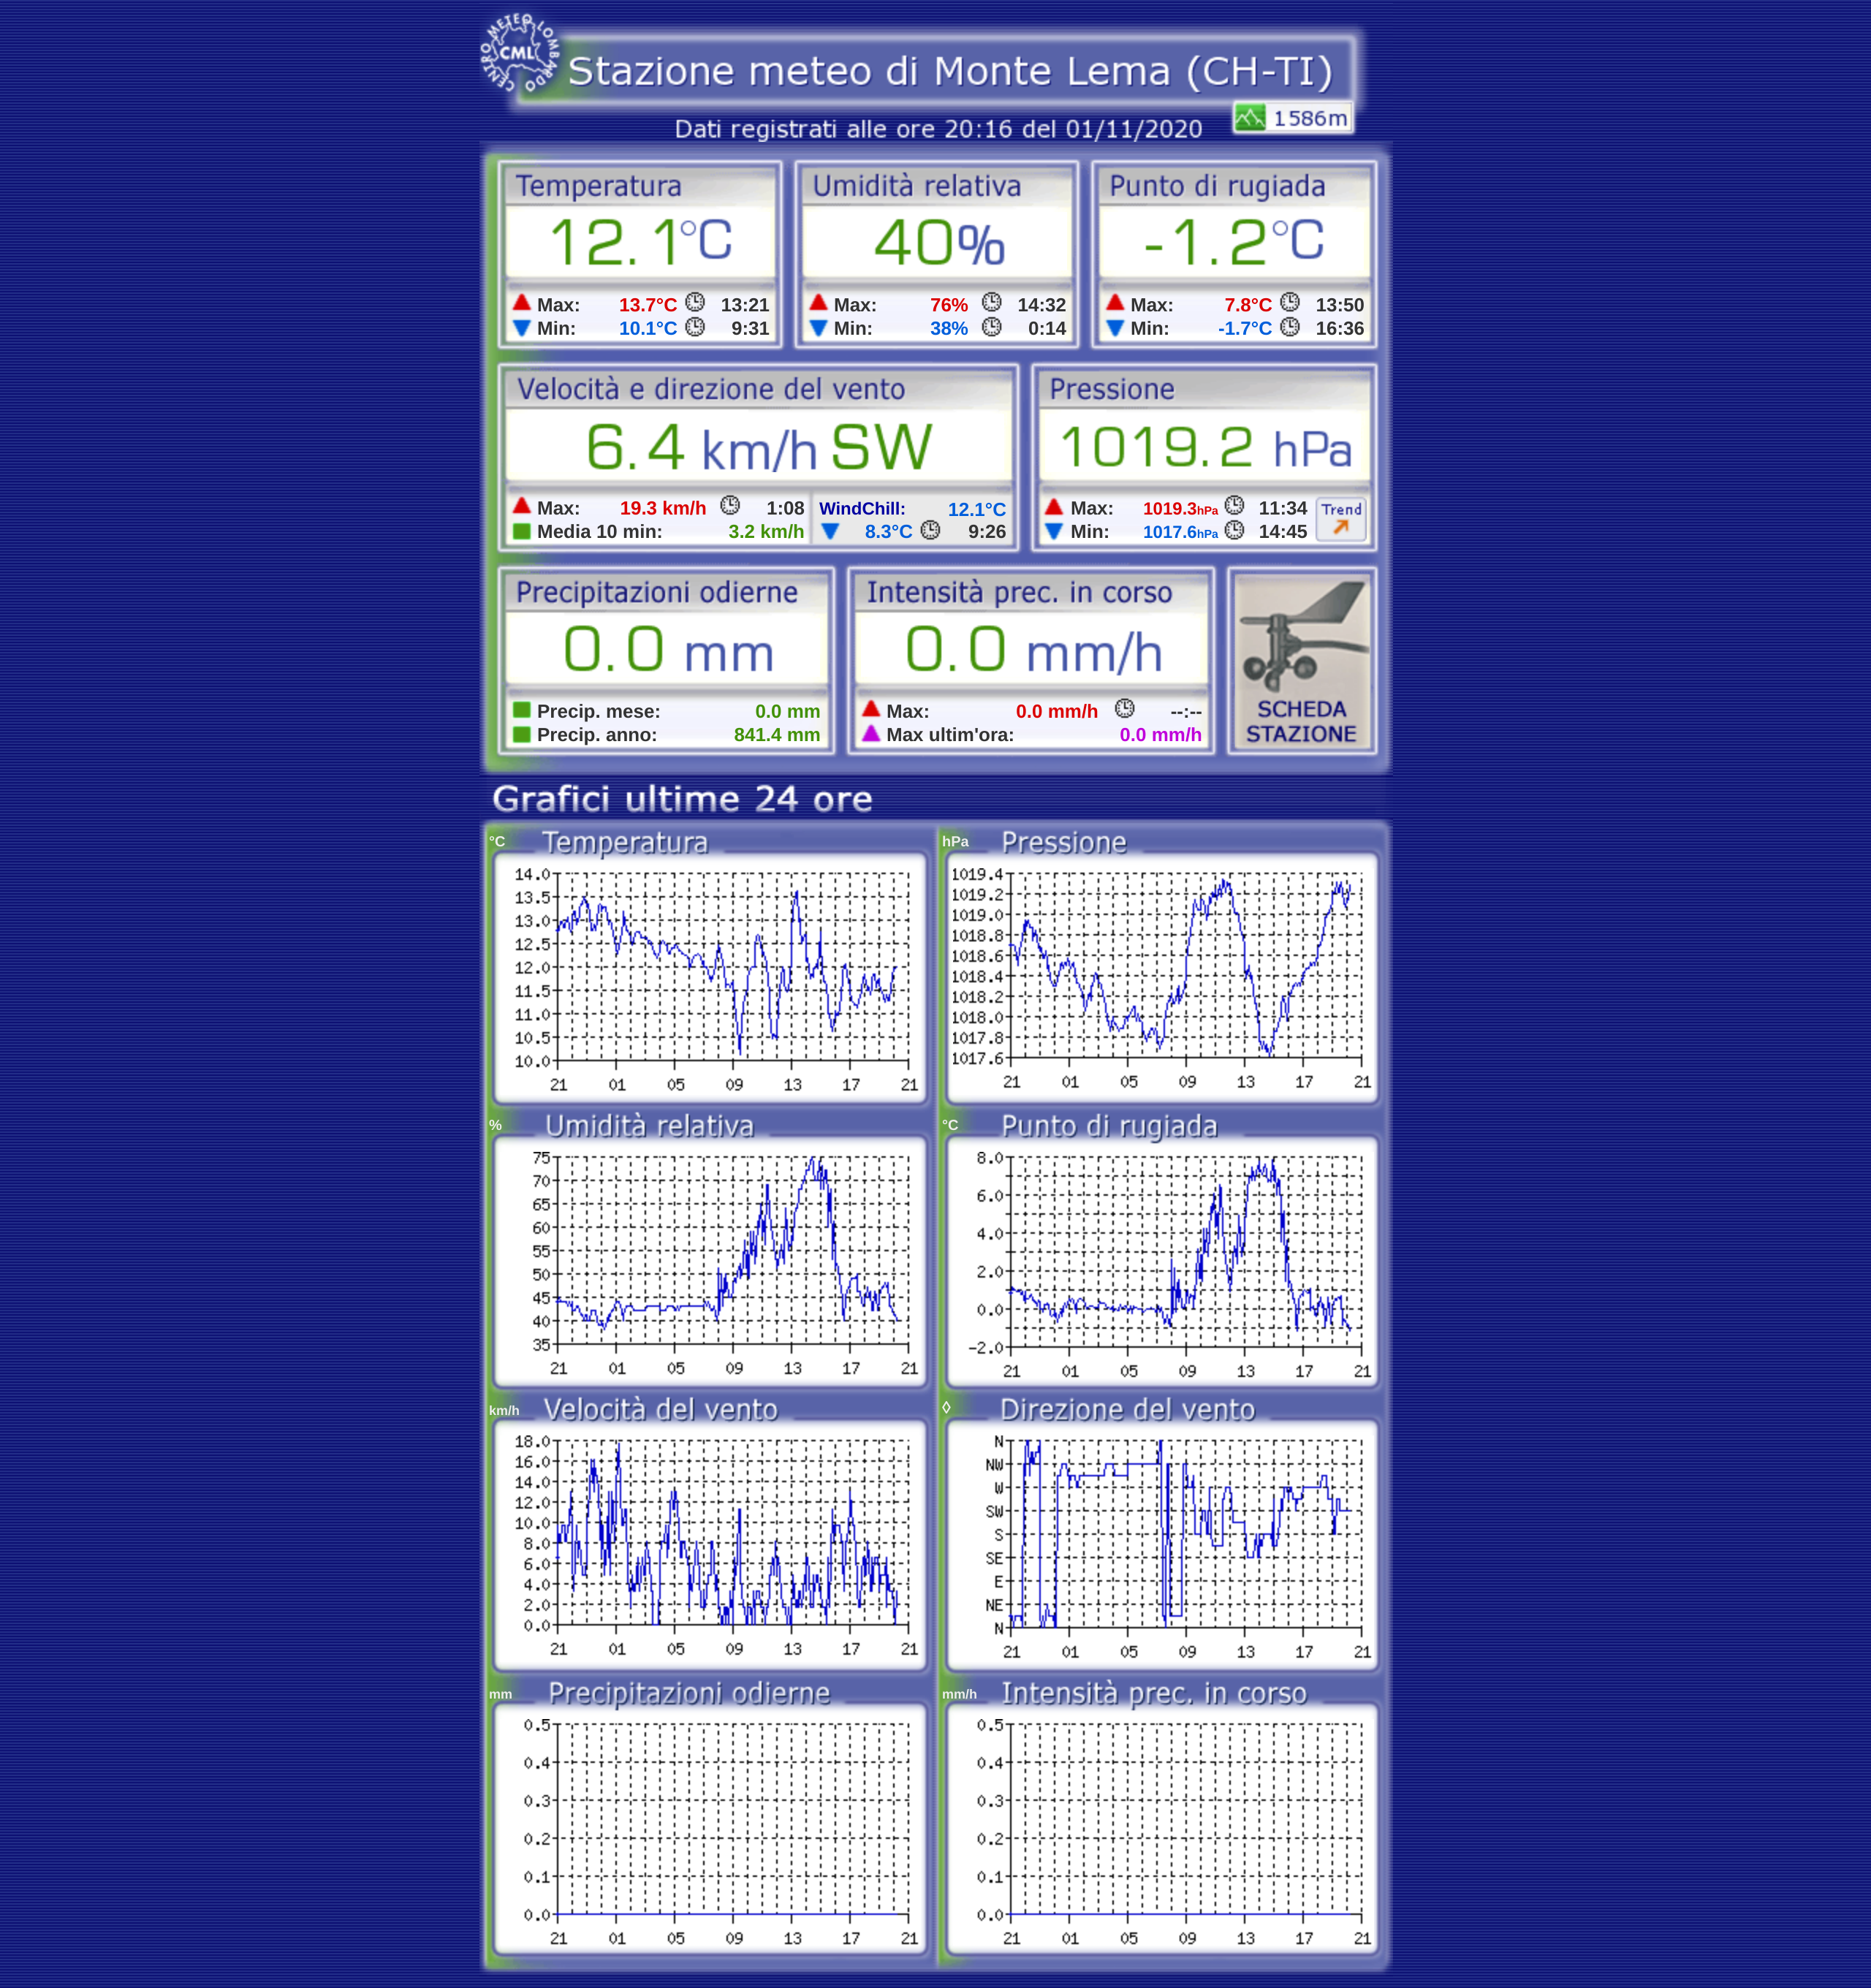 CENTRO METEO LOMBARDO
CML
Stazione meteo di Monte Lema (CH-TI)
1586m
Dati registrati alle ore 20:16 del 01/11/2020
Temperatura
12.1°C
Max: 13.7°C 13:21
Min: 10.1°C 9:31
Umidità relativa
40%
Max: 76% 14:32
Min: 38% 0:14
Punto di rugiada
-1.2°C
Max: 7.8°C 13:50
Min: -1.7°C 16:36
Velocità e direzione del vento
6.4 km/h SW
Max: 19.3 km/h 1:08
Media 10 min: 3.2 km/h
WindChill: 12.1°C
8.3°C 9:26
Pressione
1019.2 hPa
Max: 1019.3hPa 11:34
Min: 1017.6hPa 14:45
Trend
Precipitazioni odierne
0.0 mm
Precip. mese: 0.0 mm
Precip. anno: 841.4 mm
Intensità prec. in corso
0.0 mm/h
Max: 0.0 mm/h --:--
Max ultim'ora: 0.0 mm/h
SCHEDA
STAZIONE
Grafici ultime 24 ore
°C Temperatura
14.0
13.5
13.0
12.5
12.0
11.5
11.0
10.5
10.0
21 01 05 09 13 17 21
hPa Pressione
1019.4
1019.2
1019.0
1018.8
1018.6
1018.4
1018.2
1018.0
1017.8
1017.6
21 01 05 09 13 17 21
% Umidità relativa
75
70
65
60
55
50
45
40
35
21 01 05 09 13 17 21
°C Punto di rugiada
8.0
6.0
4.0
2.0
0.0
-2.0
21 01 05 09 13 17 21
km/h Velocità del vento
18.0
16.0
14.0
12.0
10.0
8.0
6.0
4.0
2.0
0.0
21 01 05 09 13 17 21
◊ Direzione del vento
N
NW
W
SW
S
SE
E
NE
N
21 01 05 09 13 17 21
mm Precipitazioni odierne
0.5
0.4
0.3
0.2
0.1
0.0
21 01 05 09 13 17 21
mm/h Intensità prec. in corso
0.5
0.4
0.3
0.2
0.1
0.0
21 01 05 09 13 17 21